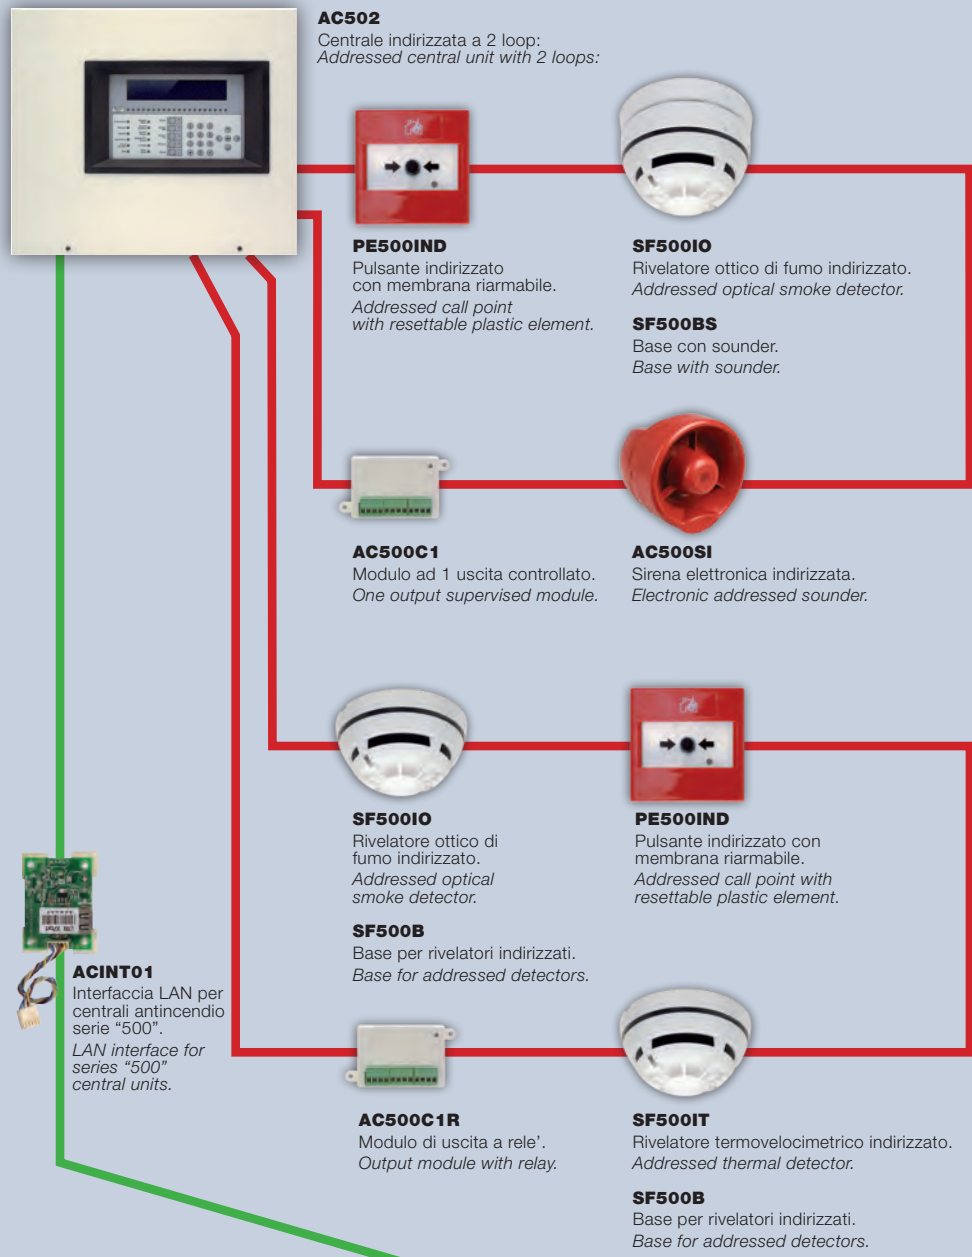 AC502
Centrale indirizzata a 2 loop:
Addressed central unit with 2 loops:
PE500IND
Pulsante indirizzato
con membrana riarmabile.
Addressed call point
with resettable plastic element.
SF500IO
Rivelatore ottico di fumo indirizzato.
Addressed optical smoke detector.
SF500BS
Base con sounder.
Base with sounder.
AC500C1
Modulo ad 1 uscita controllato.
One output supervised module.
AC500SI
Sirena elettronica indirizzata.
Electronic addressed sounder.
SF500IO
Rivelatore ottico di
fumo indirizzato.
Addressed optical
smoke detector.
SF500B
Base per rivelatori indirizzati.
Base for addressed detectors.
PE500IND
Pulsante indirizzato con
membrana riarmabile.
Addressed call point with
resettable plastic element.
ACINT01
Interfaccia LAN per
centrali antincendio
serie “500”.
LAN interface for
series “500”
central units.
AC500C1R
Modulo di uscita a rele’.
Output module with relay.
SF500IT
Rivelatore termovelocimetrico indirizzato.
Addressed thermal detector.
SF500B
Base per rivelatori indirizzati.
Base for addressed detectors.